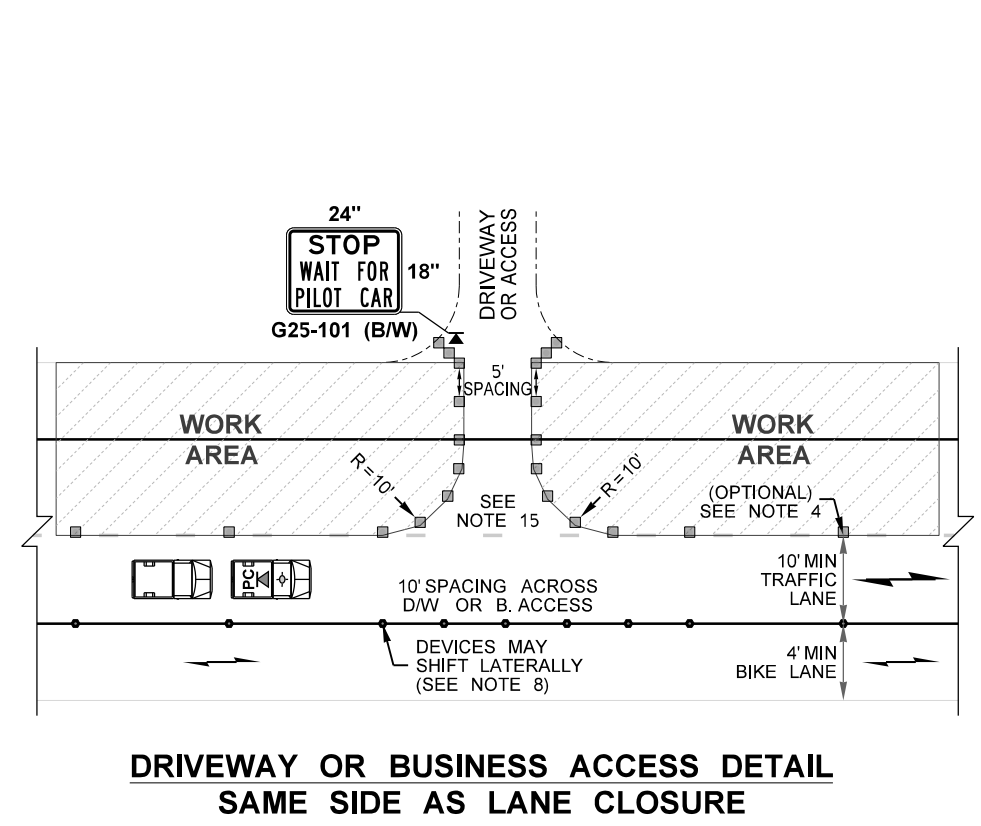 24"
STOP
WAIT FOR
PILOT CAR
18"
G25-101 (B/W)
DRIVEWAY
OR ACCESS
5'
SPACING
WORK
AREA
WORK
AREA
R=10'
R=10'
SEE
NOTE 15
(OPTIONAL)
SEE NOTE 4
PC
10' SPACING ACROSS
D/W OR B. ACCESS
10' MIN
TRAFFIC
LANE
DEVICES MAY
SHIFT LATERALLY
(SEE NOTE 8)
4' MIN
BIKE LANE
DRIVEWAY OR BUSINESS ACCESS DETAIL
SAME SIDE AS LANE CLOSURE